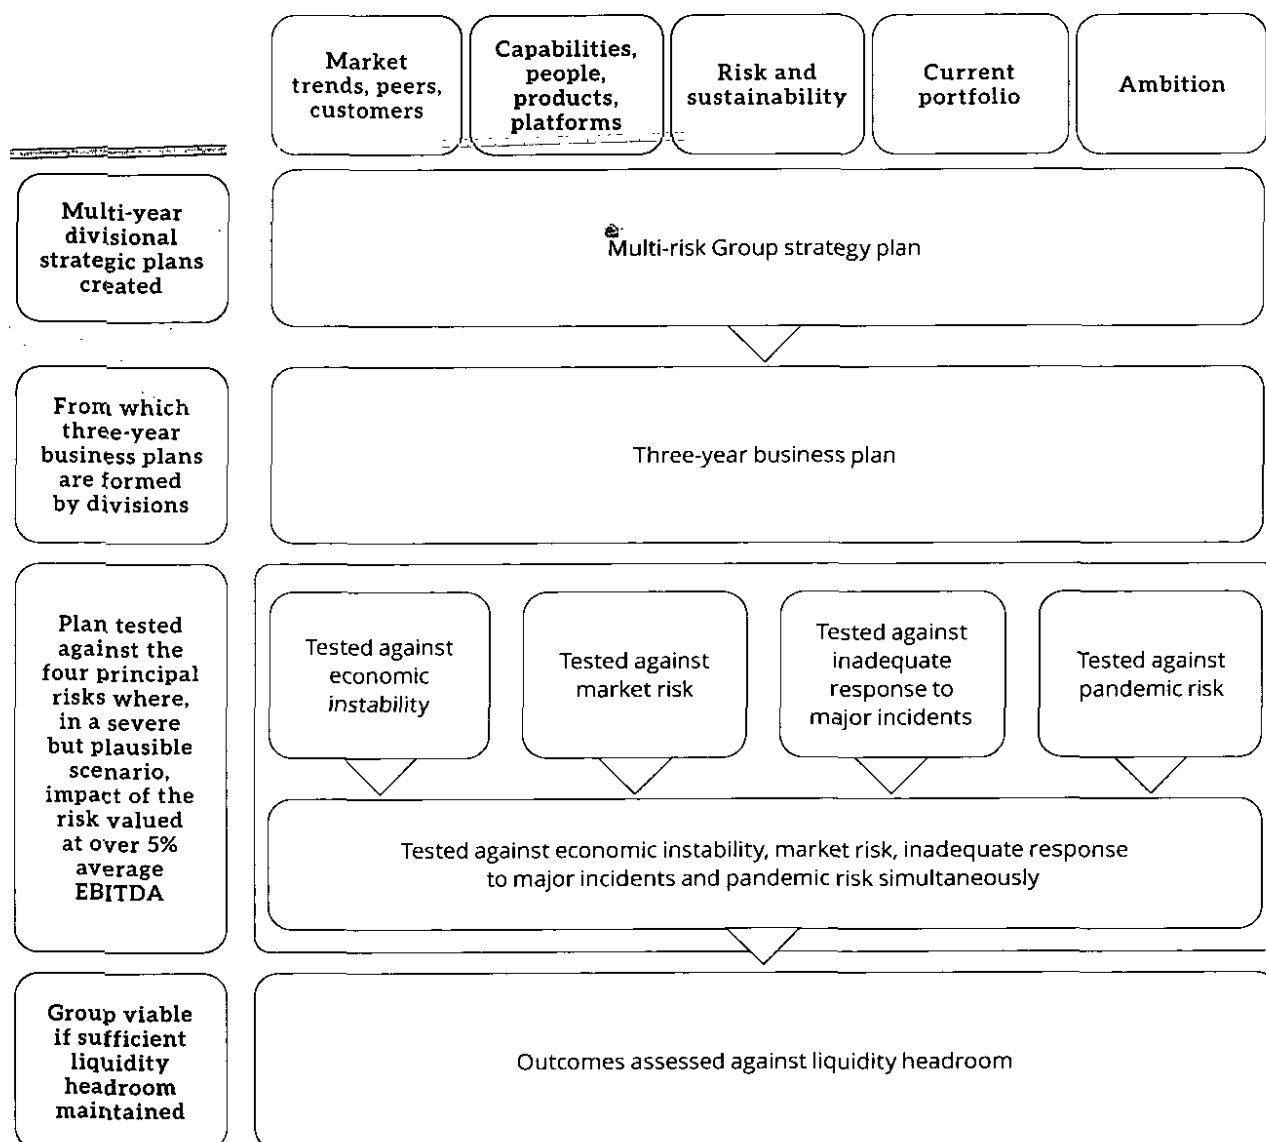 Market
trends, peers,
customers
Capabilities,
people,
products,
platforms
Risk and
sustainability
Current
portfolio
Ambition
Multi-year
divisional
strategic plans
created
Multi-risk Group strategy plan
From which
three-year
business plans
are formed
by divisions
Three-year business plan
Plan tested
against the
four principal
risks where,
in a severe
but plausible
scenario,
impact of the
risk valued
at over 5%
average
EBITDA
Tested against
economic
instability
Tested against
market risk
Tested against
inadequate
response to
major incidents
Tested against
pandemic risk
Tested against economic instability, market risk, inadequate response
to major incidents and pandemic risk simultaneously
Group viable
if sufficient
liquidity
headroom
maintained
Outcomes assessed against liquidity headroom